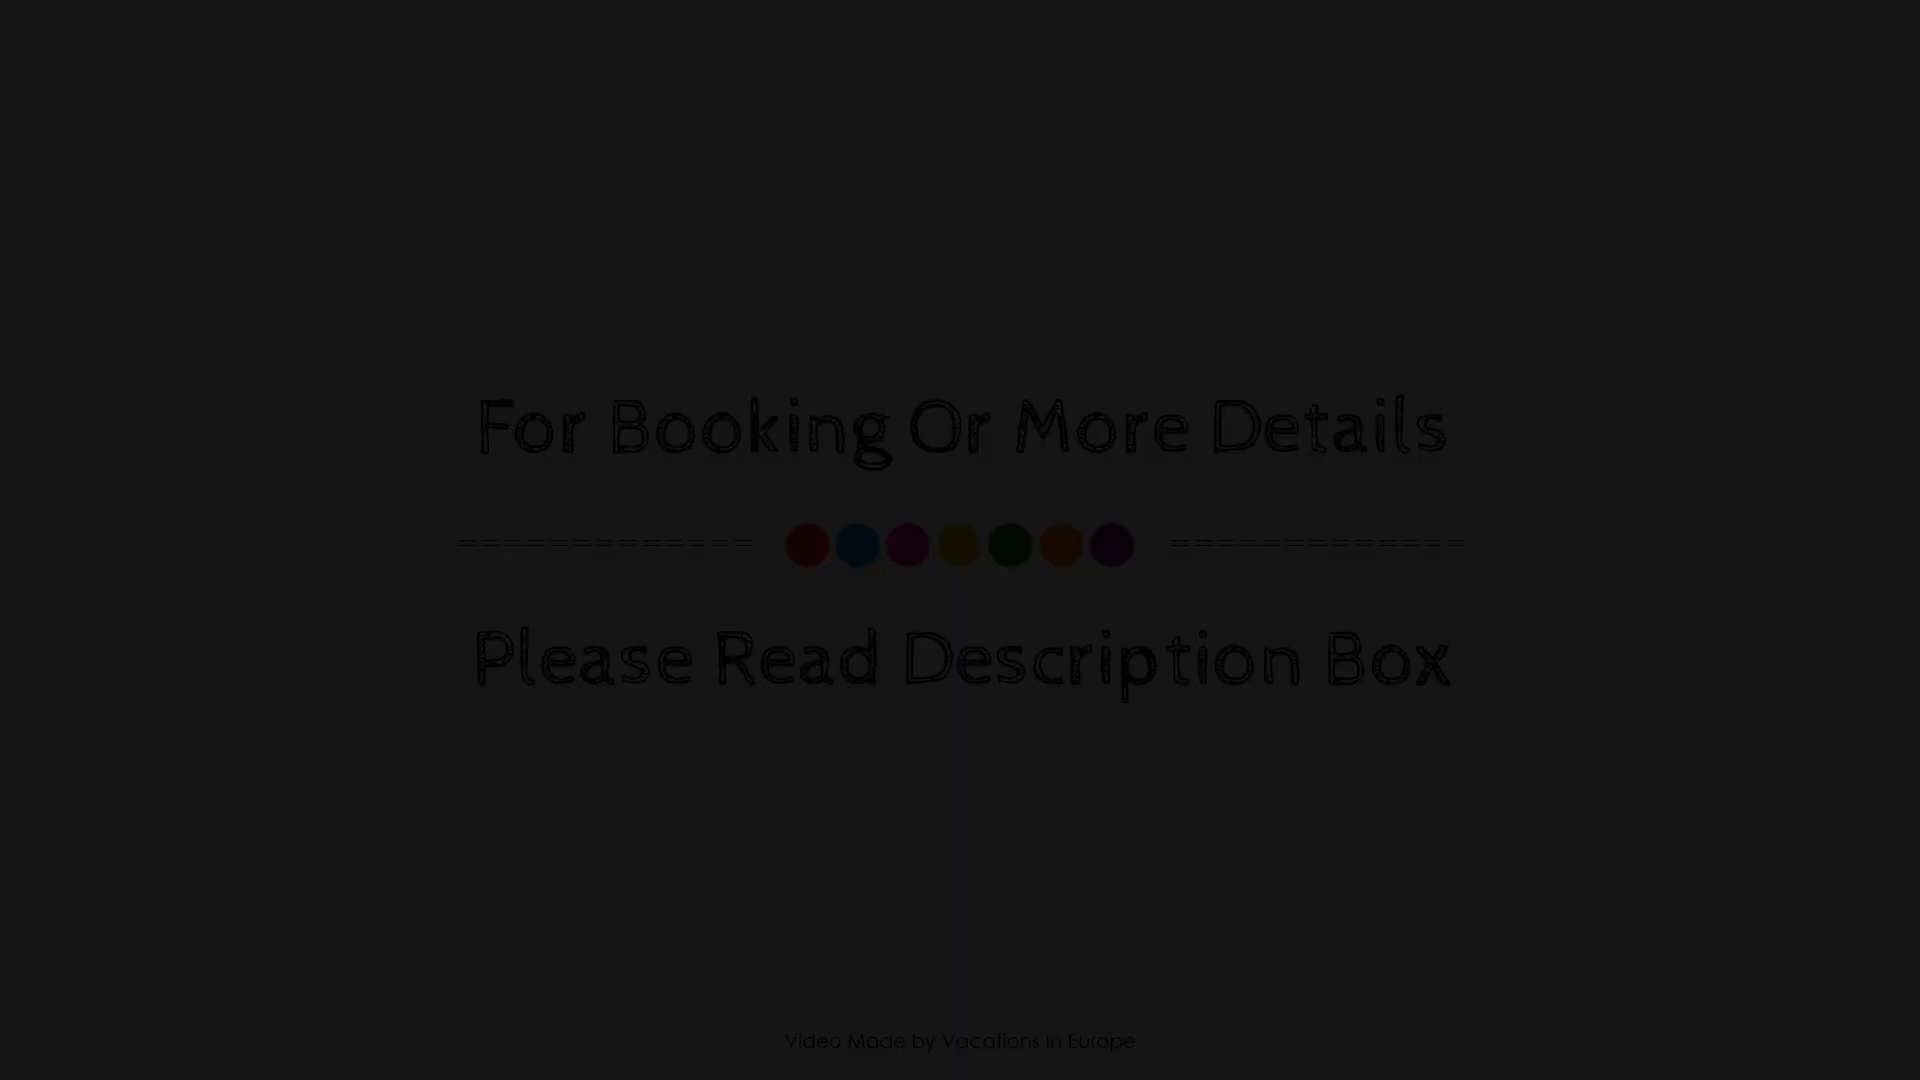 For Booking Or More Details
============= =============
Please Read Description Box
Video Made by Vacations in Europe